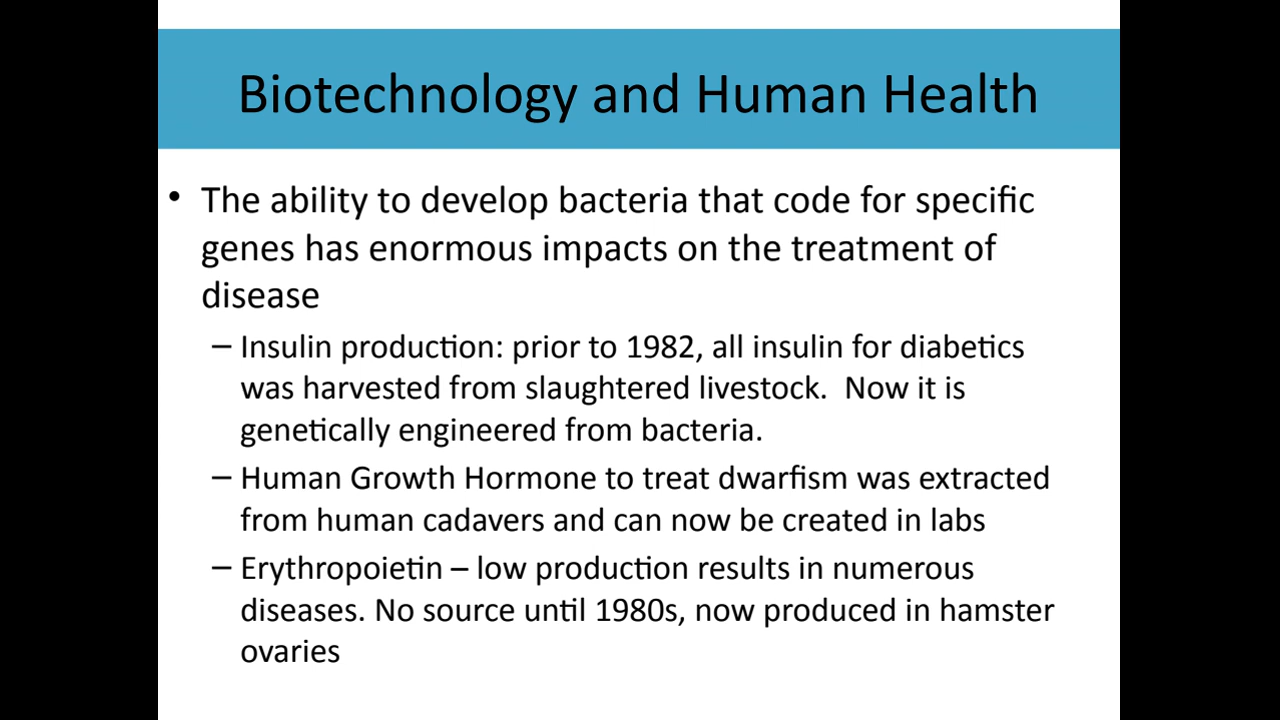 Biotechnology and Human Health
• The ability to develop bacteria that code for specific
genes has enormous impacts on the treatment of
disease
– Insulin production: prior to 1982, all insulin for diabetics
was harvested from slaughtered livestock.  Now it is
genetically engineered from bacteria.
– Human Growth Hormone to treat dwarfism was extracted
from human cadavers and can now be created in labs
– Erythropoietin – low production results in numerous
diseases. No source until 1980s, now produced in hamster
ovaries